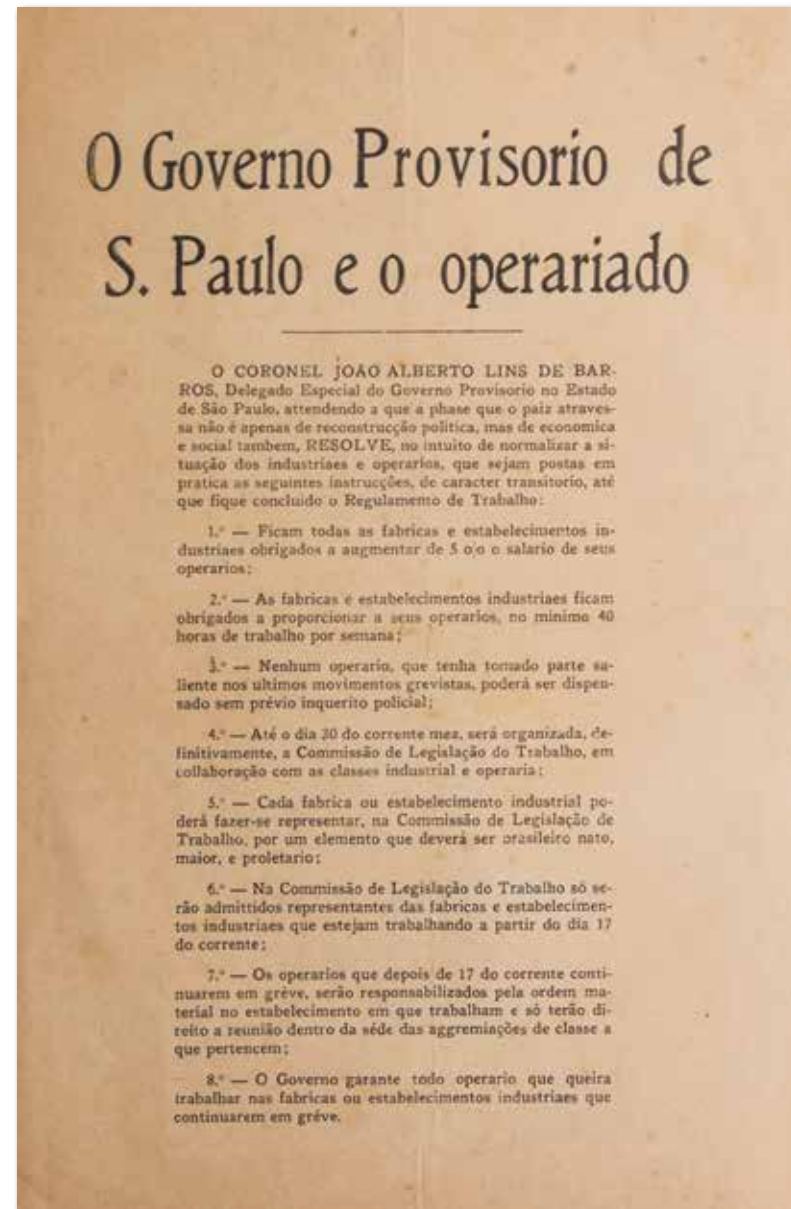 O Governo Provisorio de
S. Paulo e o operariado
O CORONEL JOAO ALBERTO LINS DE BAR-
ROS, Delegado Especial do Governo Provisorio no Estado
de São Paulo, attendendo a que a phase que o paiz atraves-
sa não é apenas de reconstrucção politica, mas de economica
e social tambem, RESOLVE, no intuito de normalizar a si-
tuação dos industriaes e operarios, que sejam postas em
pratica as seguintes instrucções, de caracter transitorio, até
que fique concluido o Regulamento de Trabalho:
1.º — Ficam todas as fabricas e estabelecimentos in-
dustriaes obrigados a augmentar de 5 o|o o salario de seus
operarios;
2.º — As fabricas e estabelecimentos industriaes ficam
obrigados a proporcionar a seus operarios, no minimo 40
horas de trabalho por semana;
3.º — Nenhum operario, que tenha tomado parte sa-
liente nos ultimos movimentos grevistas, poderá ser dispen-
sado sem prévio inquerito policial;
4.º — Até o dia 30 do corrente mez, será organizada, de-
finitivamente, a Commissão de Legislação do Trabalho, em
collaboração com as classes industrial e operaria;
5.º — Cada fabrica ou estabelecimento industrial po-
derá fazer-se representar, na Commissão de Legislação de
Trabalho, por um elemento que deverá ser brasileiro nato,
maior, e proletario;
6.º — Na Commissão de Legislação do Trabalho só se-
rão admittidos representantes das fabricas e estabelecimen-
tos industriaes que estejam trabalhando a partir do dia 17
do corrente;
7.º — Os operarios que depois de 17 do corrente conti-
nuarem em gréve, serão responsabilizados pela ordem ma-
terial no estabelecimento em que trabalham e só terão di-
reito a reunião dentro da séde das aggremiações de classe a
que pertencem;
8.º — O Governo garante todo operario que queira
trabalhar nas fabricas ou estabelecimentos industriaes que
continuarem em gréve.